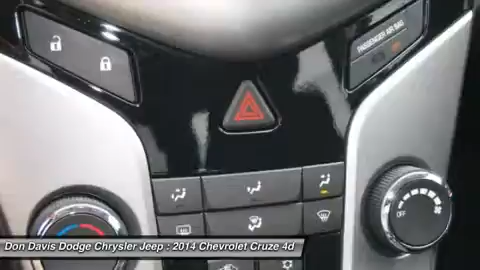 PASSENGER AIR BAG
OFF
Don Davis Dodge Chrysler Jeep : 2014 Chevrolet Cruze 4d